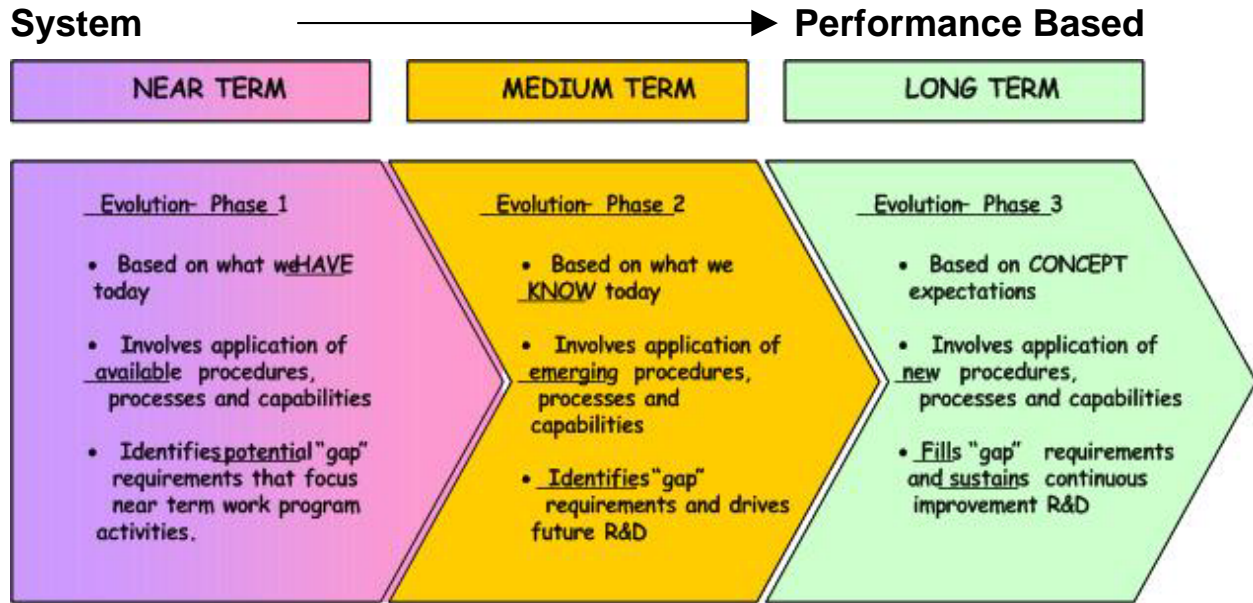 System
Performance Based
NEAR TERM
MEDIUM TERM
LONG TERM
Evolution- Phase 1
• Based on what weHAVE
today
• Involves application of
available procedures,
processes and capabilities
• Identifiespotential "gap"
requirements that focus
near term work program
activities.
Evolution- Phase 2
• Based on what we
KNOW today
• Involves application of
emerging procedures,
processes and
capabilities
• Identifies "gap"
requirements and drives
future R&D
Evolution- Phase 3
• Based on CONCEPT
expectations
• Involves application of
new procedures,
processes and capabilities
• Fills "gap" requirements
and sustains continuous
improvement R&D